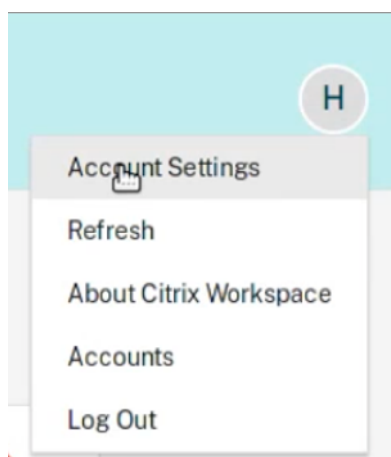 H
Account Settings
Refresh
About Citrix Workspace
Accounts
Log Out